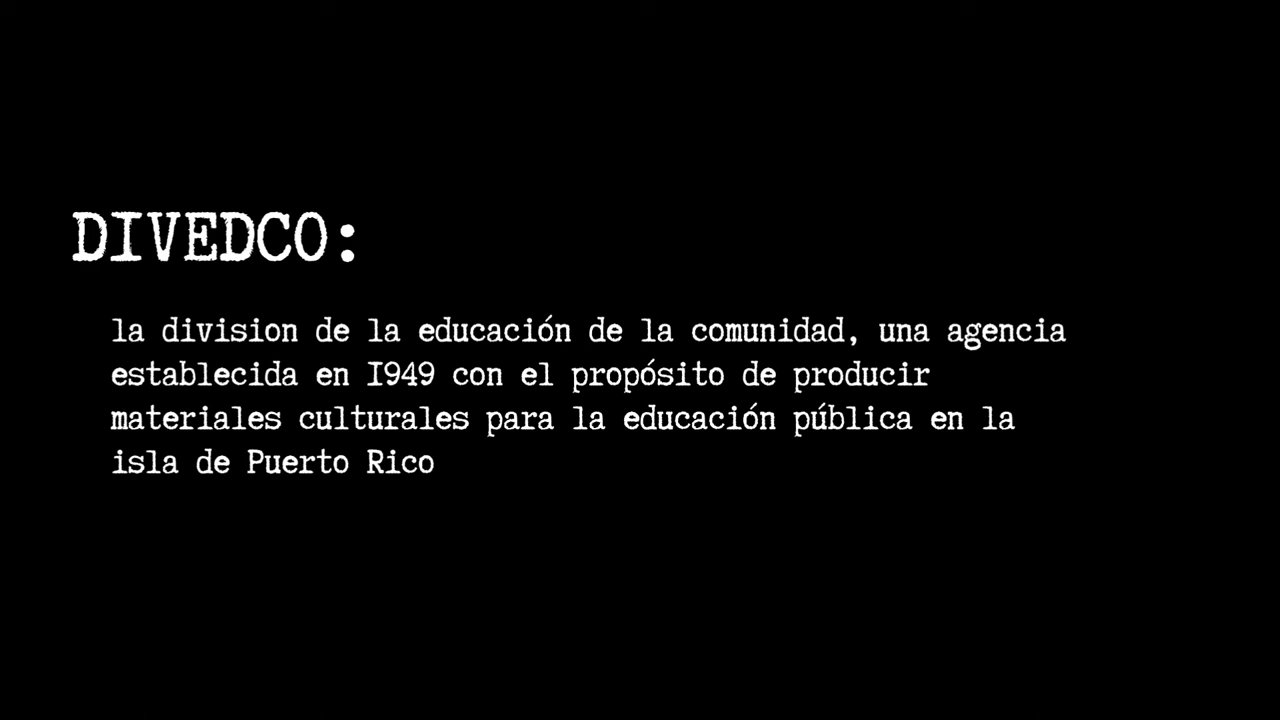 DIVEDCO:
la division de la educación de la comunidad, una agencia
establecida en 1949 con el propósito de producir
materiales culturales para la educación pública en la
isla de Puerto Rico